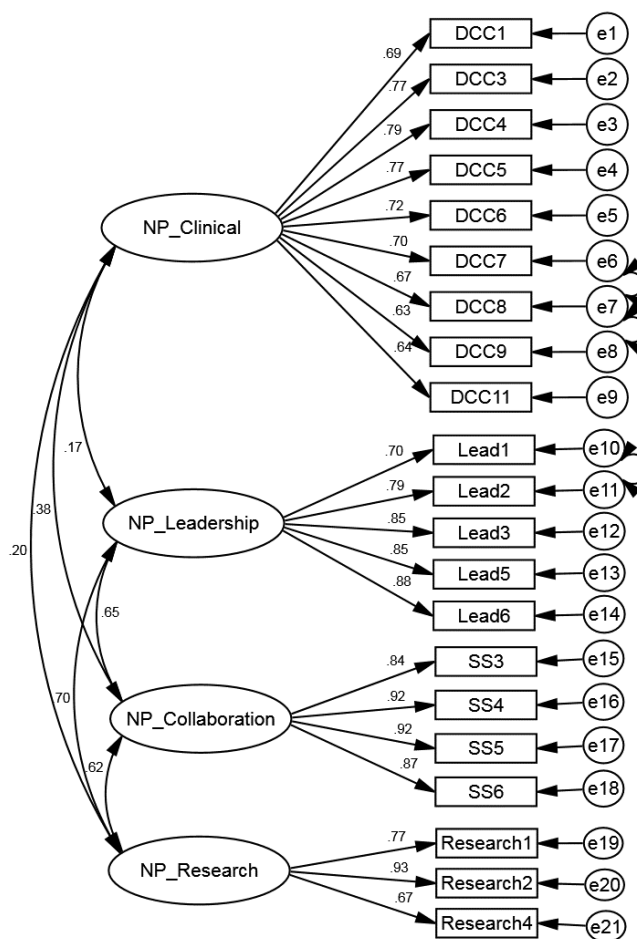 DCC1
e1
.69
DCC3
e2
.77
DCC4
e3
.79
DCC5
e4
.77
NP_Clinical
DCC6
e5
.72
DCC7
e6
.70
DCC8
e7
.67
DCC9
e8
.63
DCC11
e9
.64
.17
.38
.20
Lead1
e10
.70
Lead2
e11
.79
NP_Leadership
Lead3
e12
.85
Lead5
e13
.85
Lead6
e14
.88
.65
70
.62
SS3
e15
.84
SS4
e16
.92
NP_Collaboration
SS5
e17
.92
SS6
e18
.87
Research1
e19
.77
NP_Research
Research2
e20
.93
Research4
e21
.67